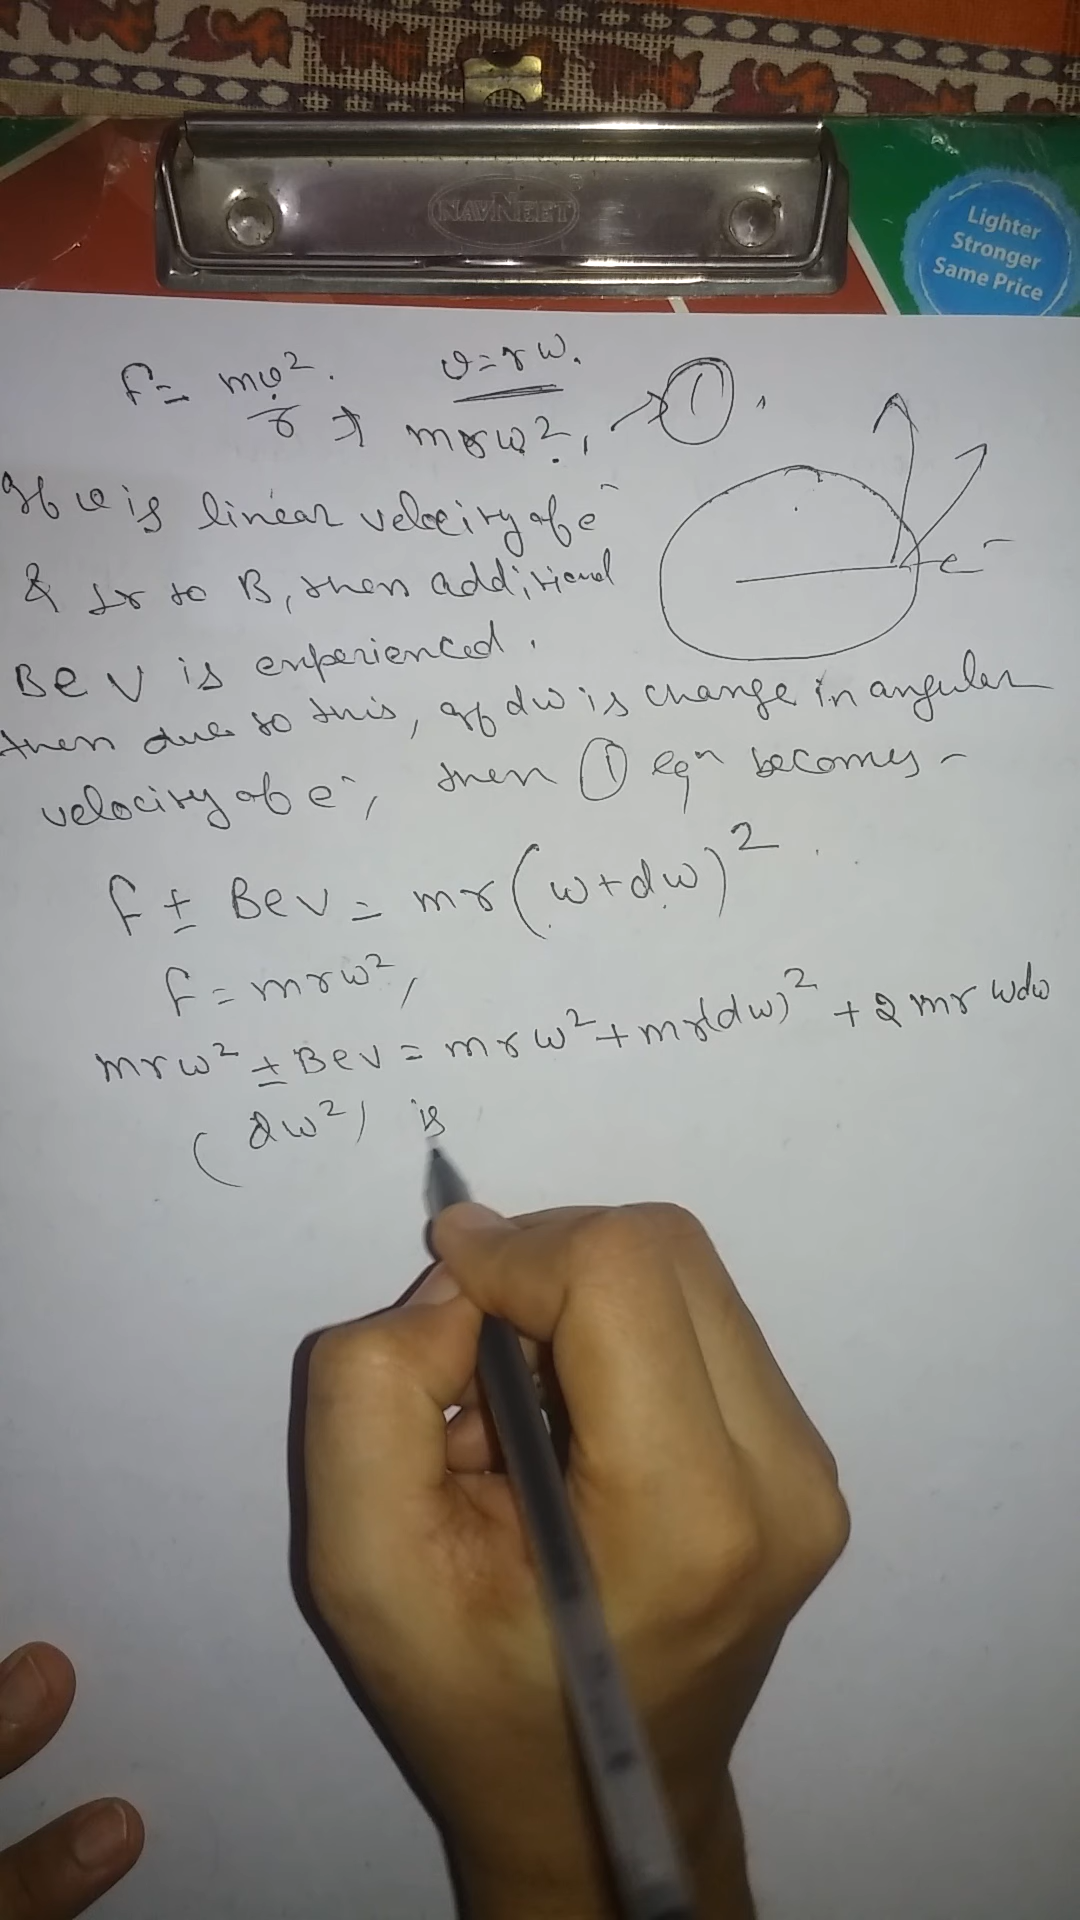 NAVNEET
Lighter
Stronger
Same Price
F = mv²/r v = rω.
⇒ mrω², → ①.
If v is linear velocity of e⁻
& ⊥r to B, then additional
e⁻
Bev is experienced.
then due to this, if dω is change in angular
velocity of e⁻, then ① eqⁿ becomes –
F ± Bev = mr(ω+dω)²
F = mrω²,
mrω² ± Bev = mrω² + mr(dω)² + 2mrωdω
(dω²) is